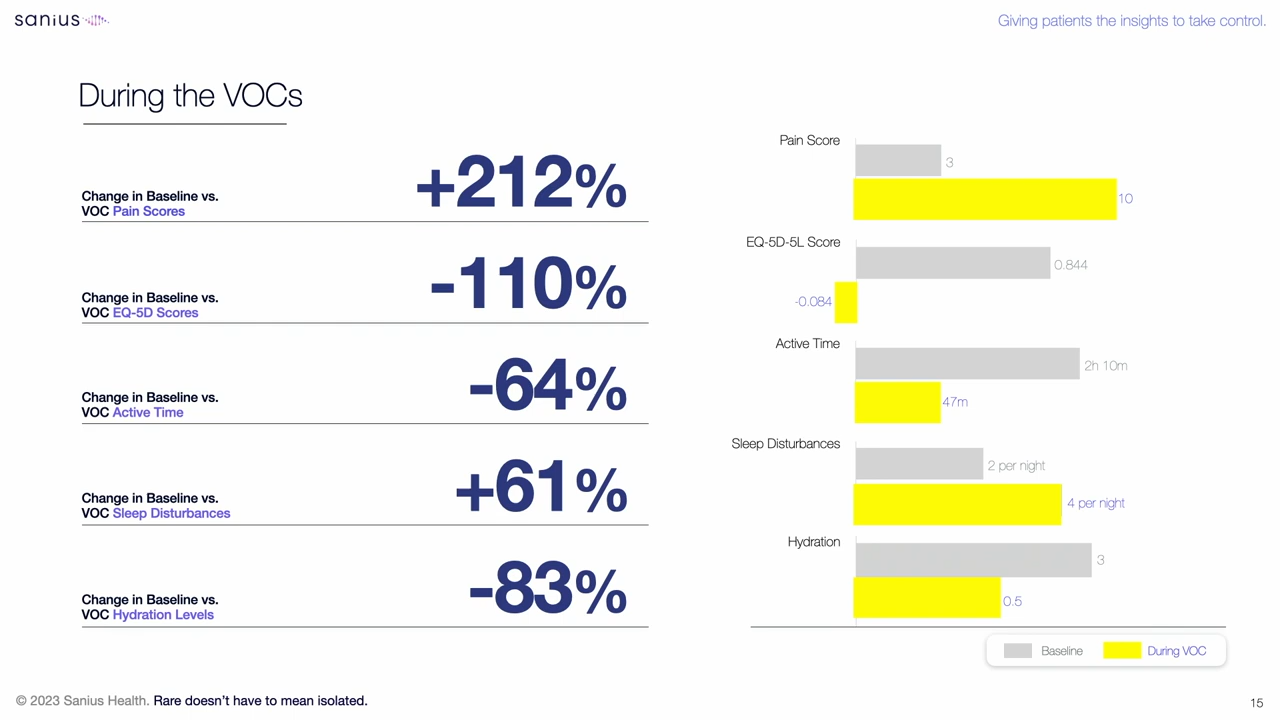 sanius
Giving patients the insights to take control.
During the VOCs
Change in Baseline vs.
VOC Pain Scores
+212%
Change in Baseline vs.
VOC EQ-5D Scores
-110%
Change in Baseline vs.
VOC Active Time
-64%
Change in Baseline vs.
VOC Sleep Disturbances
+61%
Change in Baseline vs.
VOC Hydration Levels
-83%
Pain Score
3
10
EQ-5D-5L Score
0.844
-0.084
Active Time
2h 10m
47m
Sleep Disturbances
2 per night
4 per night
Hydration
3
0.5
Baseline
During VOC
© 2023 Sanius Health. Rare doesn't have to mean isolated.
15